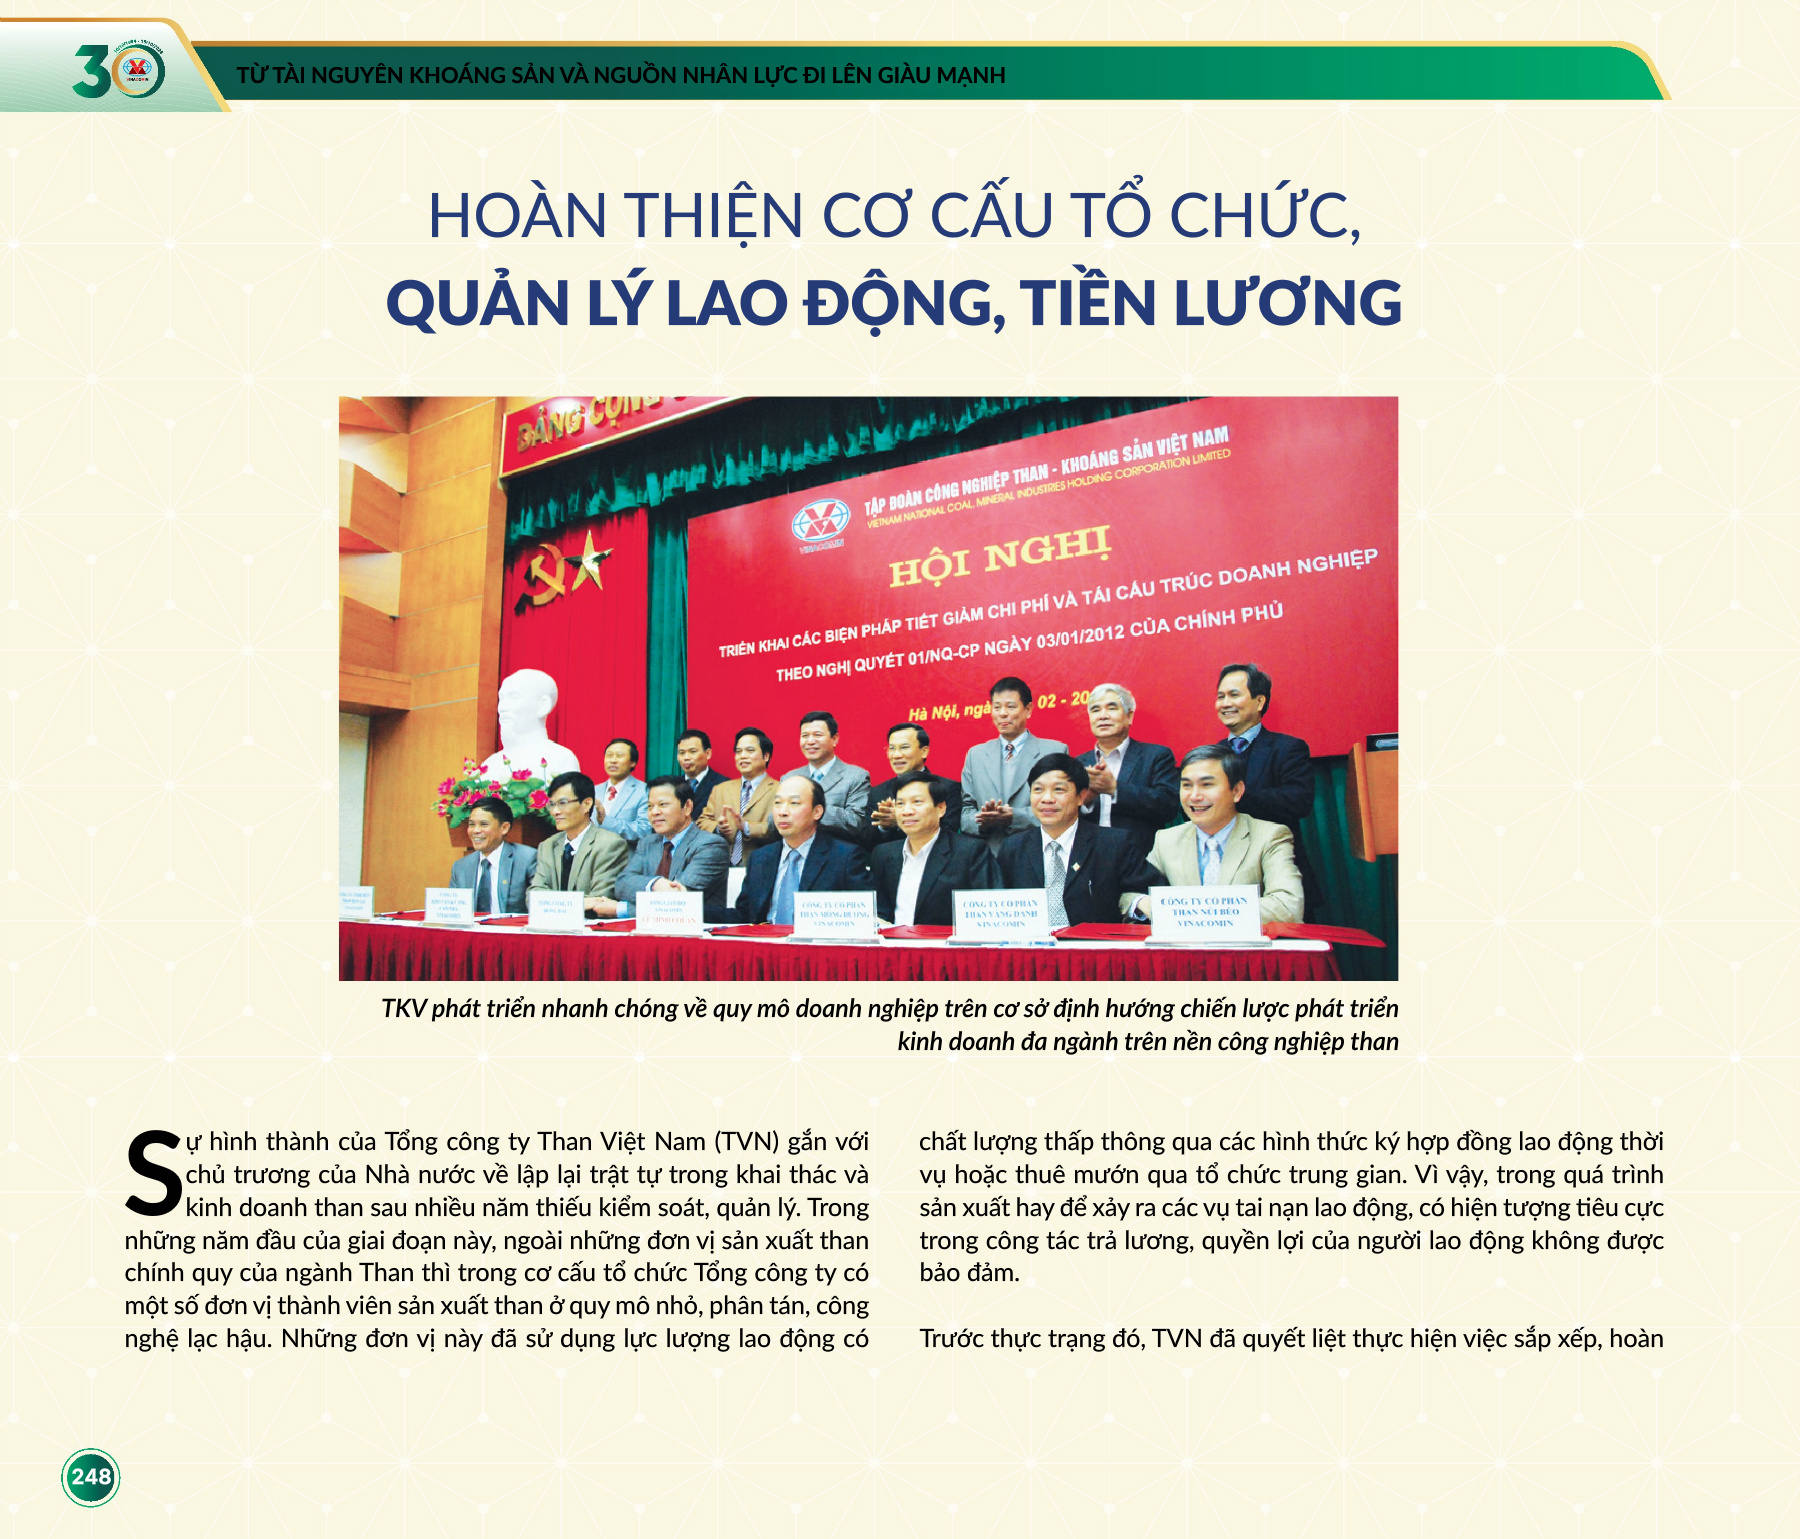 30
VINACOMIN
TỪ TÀI NGUYÊN KHOÁNG SẢN VÀ NGUỒN NHÂN LỰC ĐI LÊN GIÀU MẠNH
HOÀN THIỆN CƠ CẤU TỔ CHỨC,
QUẢN LÝ LAO ĐỘNG, TIỀN LƯƠNG
ĐẢNG CỘNG
TẬP ĐOÀN CÔNG NGHIỆP THAN - KHOÁNG SẢN VIỆT NAM
VIETNAM NATIONAL COAL, MINERAL INDUSTRIES HOLDING CORPORATION LIMITED
VINACOMIN
HỘI NGHỊ
TRIỂN KHAI CÁC BIỆN PHÁP TIẾT GIẢM CHI PHÍ VÀ TÁI CẤU TRÚC DOANH NGHIỆP
THEO NGHỊ QUYẾT 01/NQ-CP NGÀY 03/01/2012 CỦA CHÍNH PHỦ
Hà Nội, ngà 02 - 20
CÔNG TY CỔ PHẦN
THAN MÔNG DƯƠNG
VINACOMIN
CÔNG TY CỔ PHẦN
THAN VÀNG DANH
VINACOMIN
CÔNG TY CỔ PHẦN
THAN NÚI BÉO
VINACOMIN
TKV phát triển nhanh chóng về quy mô doanh nghiệp trên cơ sở định hướng chiến lược phát triển
kinh doanh đa ngành trên nền công nghiệp than
Sự hình thành của Tổng công ty Than Việt Nam (TVN) gắn với
chủ trương của Nhà nước về lập lại trật tự trong khai thác và
kinh doanh than sau nhiều năm thiếu kiểm soát, quản lý. Trong
những năm đầu của giai đoạn này, ngoài những đơn vị sản xuất than
chính quy của ngành Than thì trong cơ cấu tổ chức Tổng công ty có
một số đơn vị thành viên sản xuất than ở quy mô nhỏ, phân tán, công
nghệ lạc hậu. Những đơn vị này đã sử dụng lực lượng lao động có
chất lượng thấp thông qua các hình thức ký hợp đồng lao động thời
vụ hoặc thuê mướn qua tổ chức trung gian. Vì vậy, trong quá trình
sản xuất hay để xảy ra các vụ tai nạn lao động, có hiện tượng tiêu cực
trong công tác trả lương, quyền lợi của người lao động không được
bảo đảm.
Trước thực trạng đó, TVN đã quyết liệt thực hiện việc sắp xếp, hoàn
248